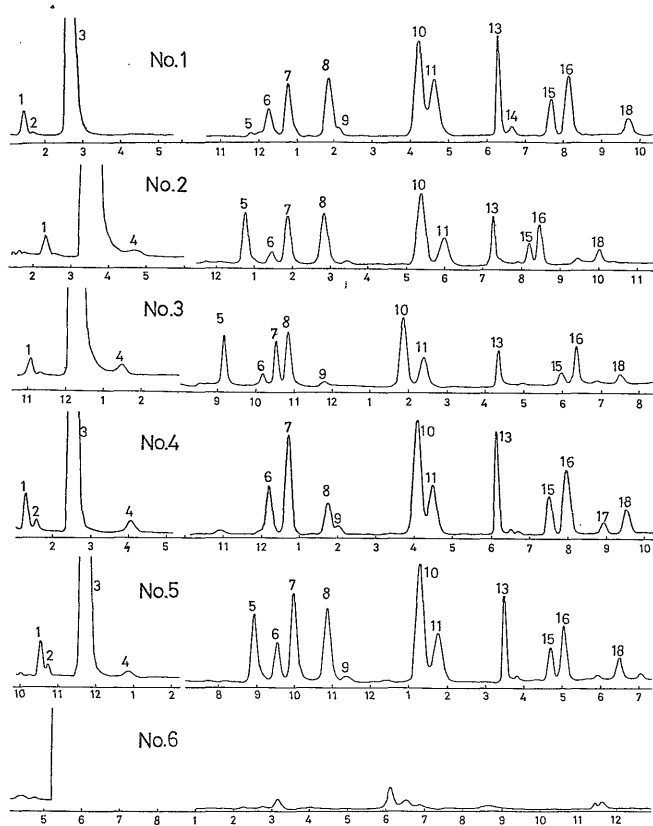 3 No.1 1 2 5 6 7 8 9 10 11 13 14 15 16 18
2 3 4 5 11 12 1 2 3 4 5 6 7 8 9 10
No.2 1 4 5 6 7 8 10 11 13 15 16 18
2 3 4 5 12 1 2 3 4 5 6 7 8 9 10 11
No.3 1 4 5 6 7 8 9 10 11 13 15 16 18
11 12 1 2 9 10 11 12 1 2 3 4 5 6 7 8
3 No.4 1 2 4 6 7 8 9 10 11 13 15 16 17 18
2 3 4 5 11 12 1 2 3 4 5 6 7 8 9 10
3 No.5 1 2 4 5 6 7 8 9 10 11 13 15 16 18
10 11 12 1 2 8 9 10 11 12 1 2 3 4 5 6 7
No.6
5 6 7 8 1 2 3 4 5 6 7 8 9 10 11 12